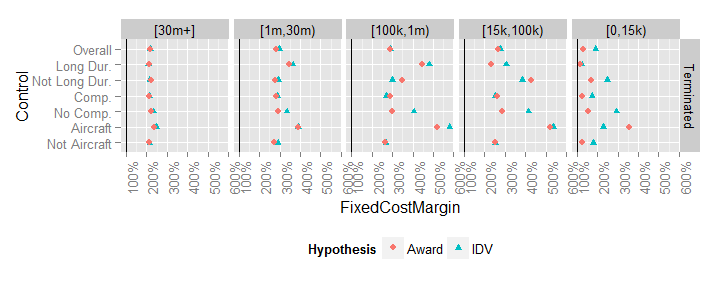 [30m+] [1m,30m) [100k,1m) [15k,100k) [0,15k)
Control
Overall
Long Dur.
Not Long Dur.
Comp.
No Comp.
Aircraft
Not Aircraft
Terminated
100% 200% 300% 400% 500% 600% 100% 200% 300% 400% 500% 600% 100% 200% 300% 400% 500% 600% 100% 200% 300% 400% 500% 600% 100% 200% 300% 400% 500% 600%
FixedCostMargin
Hypothesis Award IDV